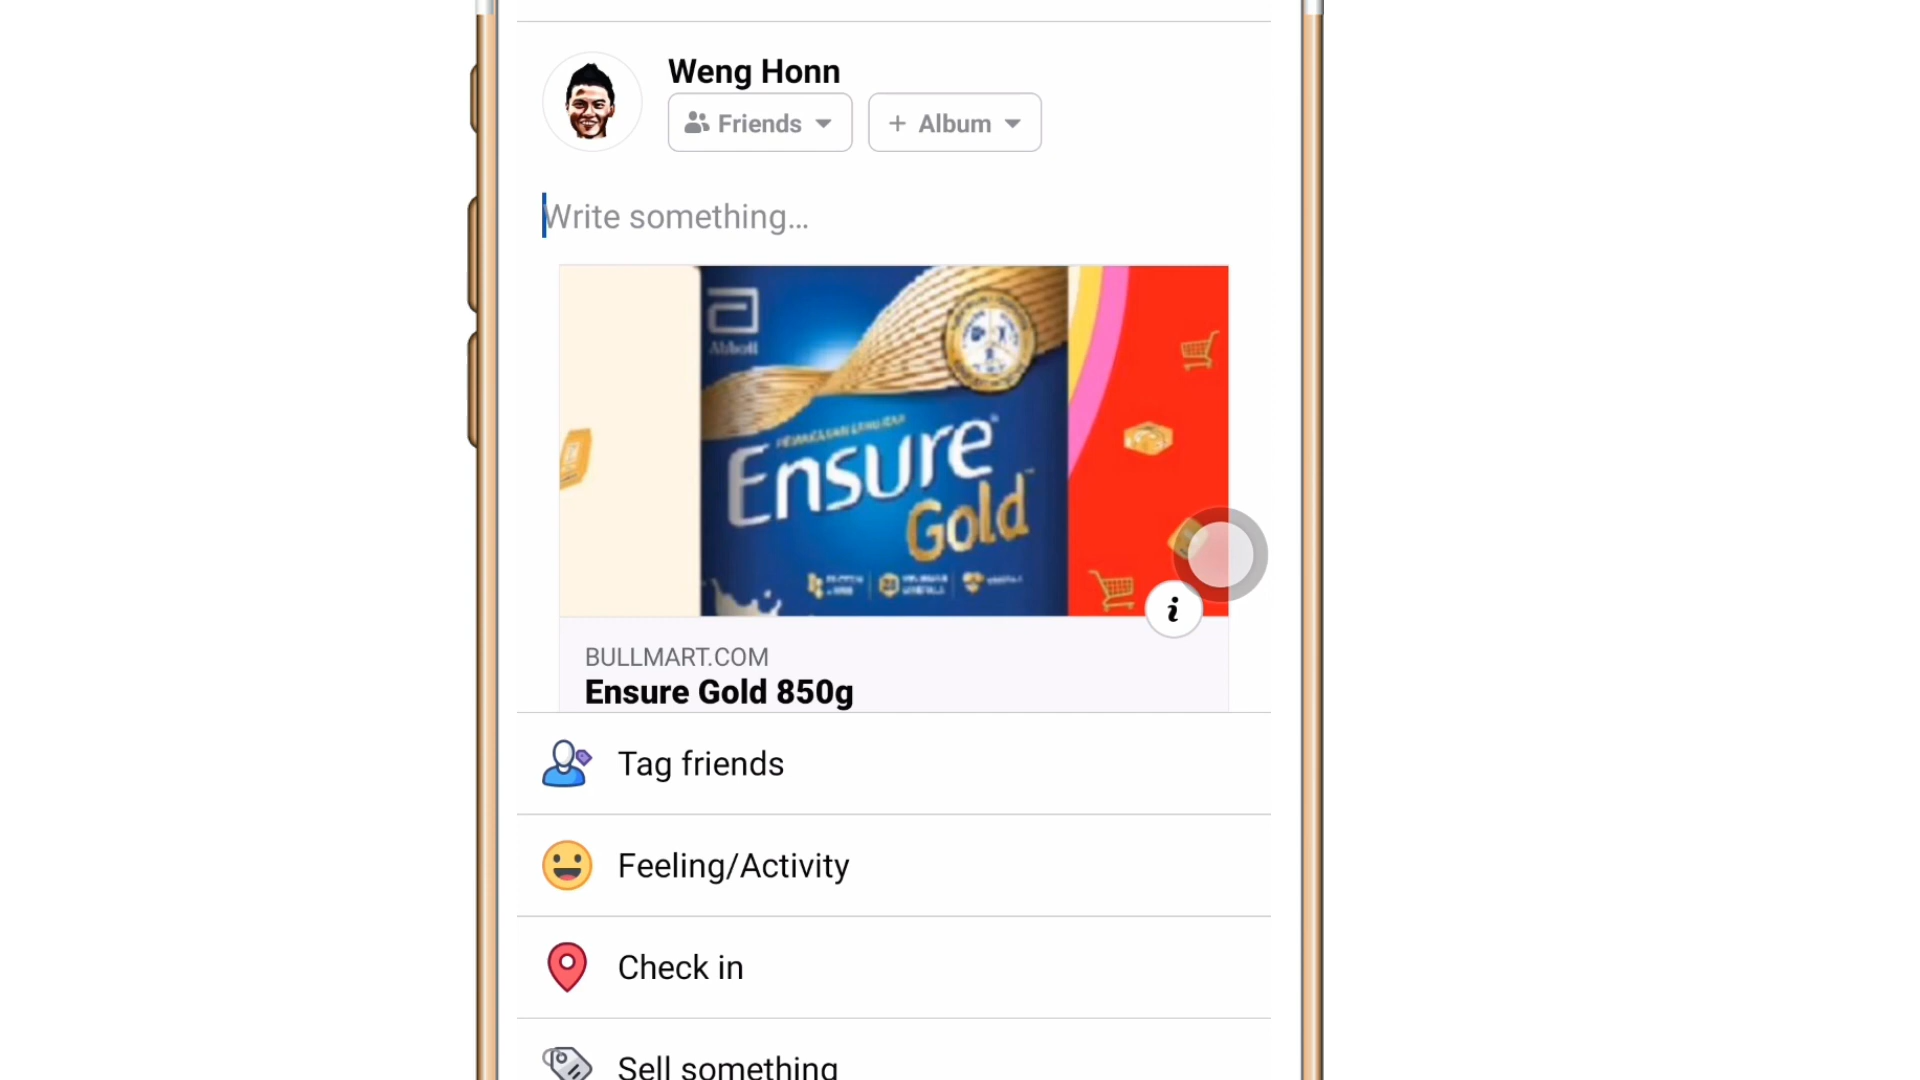 Weng Honn
Friends
+ Album
Write something...
Abbott
Ensure
Gold
i
BULLMART.COM
Ensure Gold 850g
Tag friends
Feeling/Activity
Check in
Sell something